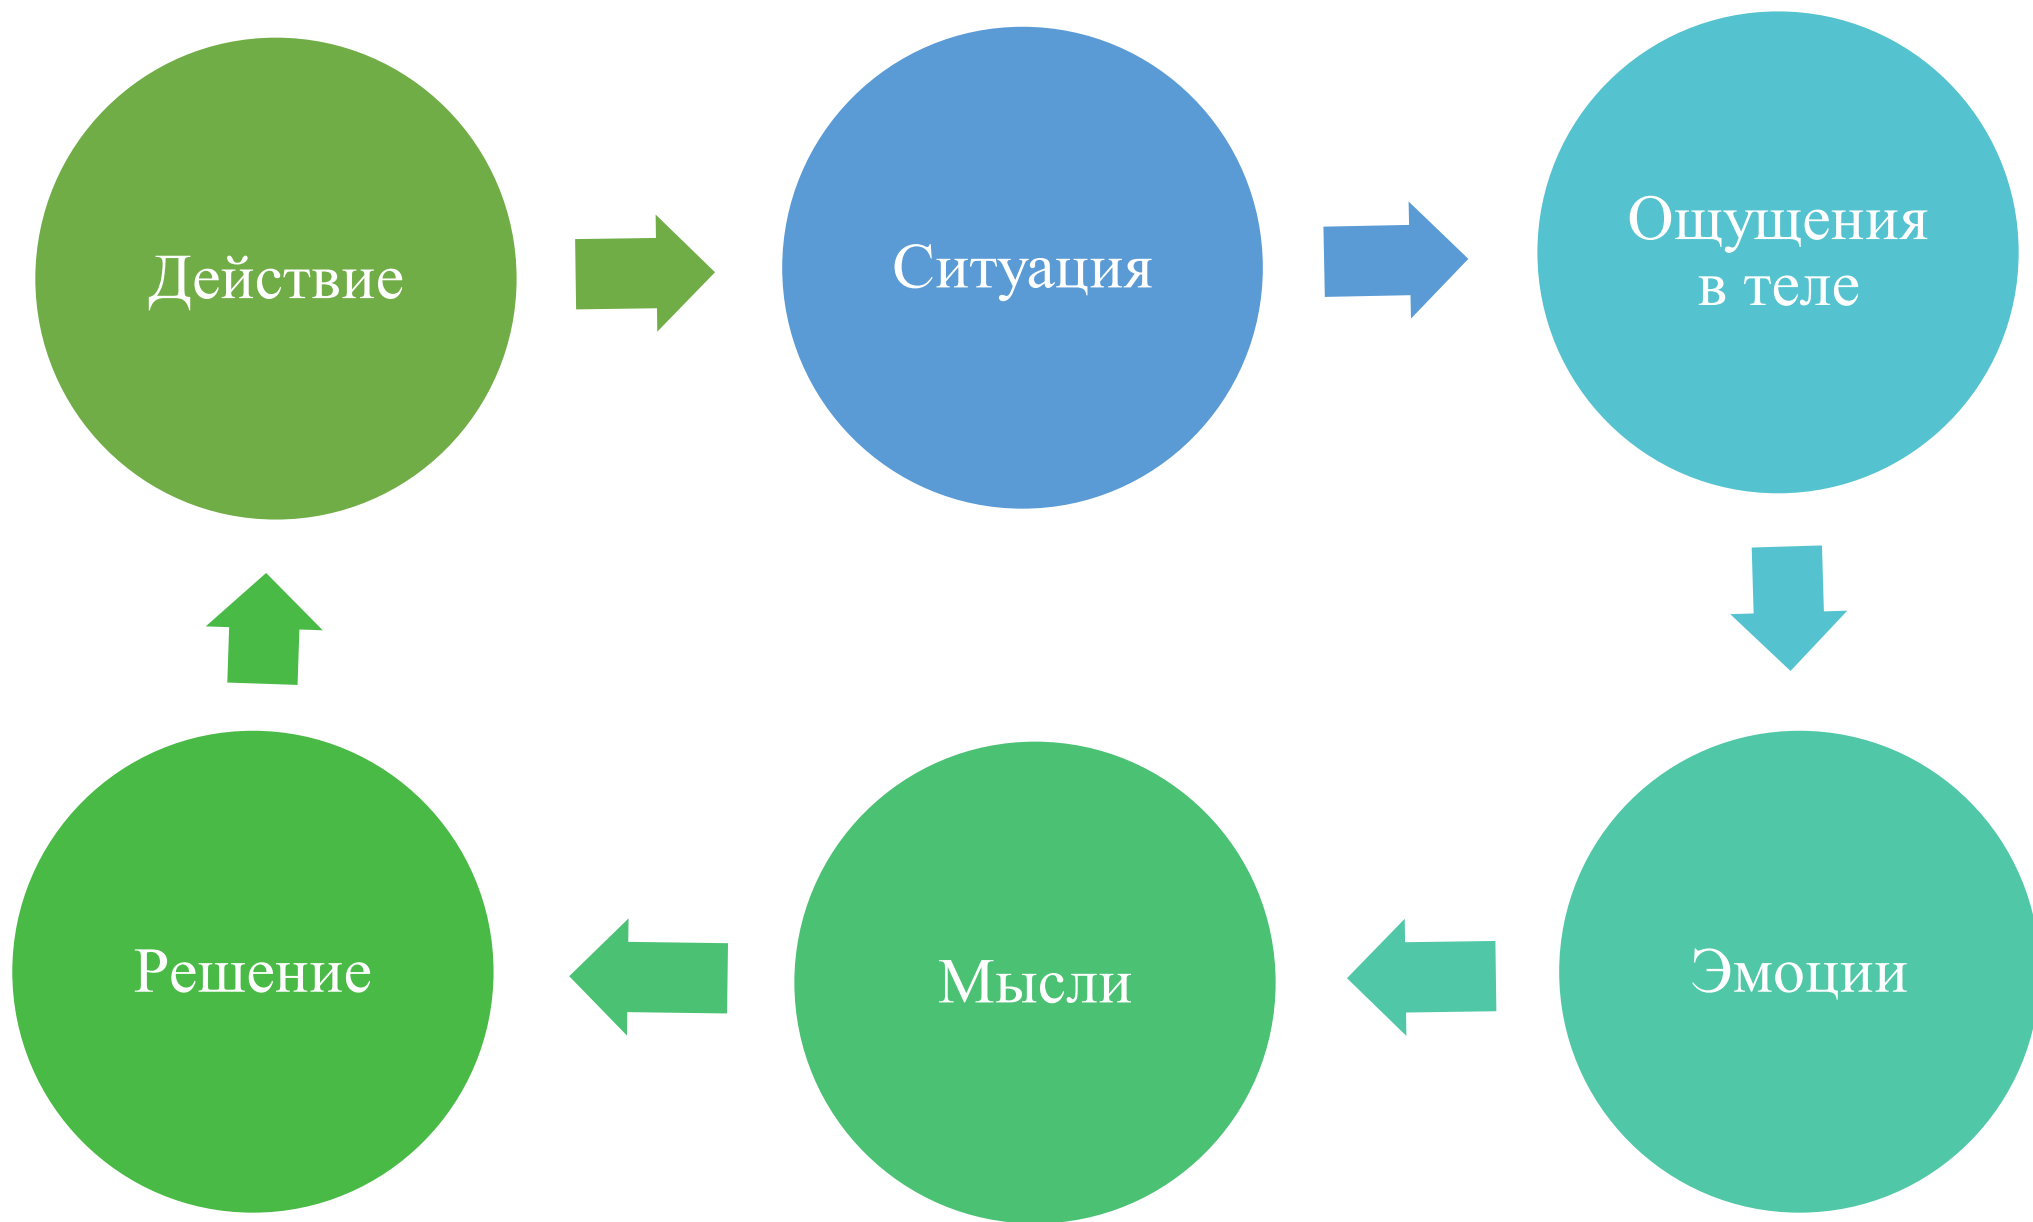 Действие
Ситуация
Ощущения
в теле
Решение
Мысли
Эмоции